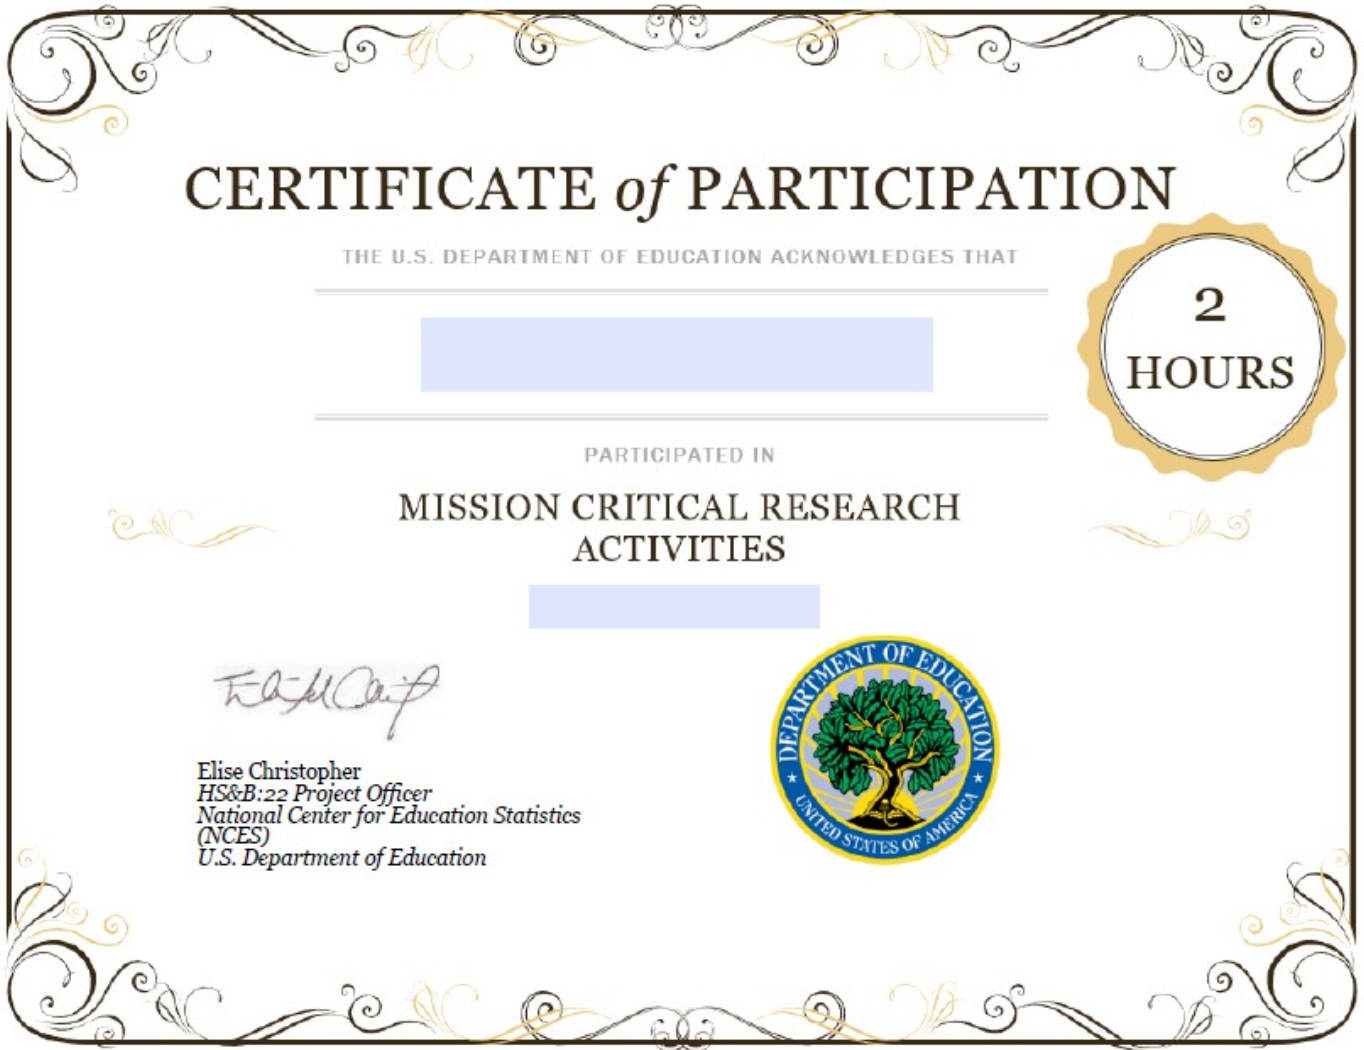 CERTIFICATE of PARTICIPATION
THE U.S. DEPARTMENT OF EDUCATION ACKNOWLEDGES THAT
2
HOURS
PARTICIPATED IN
MISSION CRITICAL RESEARCH
ACTIVITIES
Elise Christopher
HS&B:22 Project Officer
National Center for Education Statistics
(NCES)
U.S. Department of Education
DEPARTMENT OF EDUCATION
UNITED STATES OF AMERICA